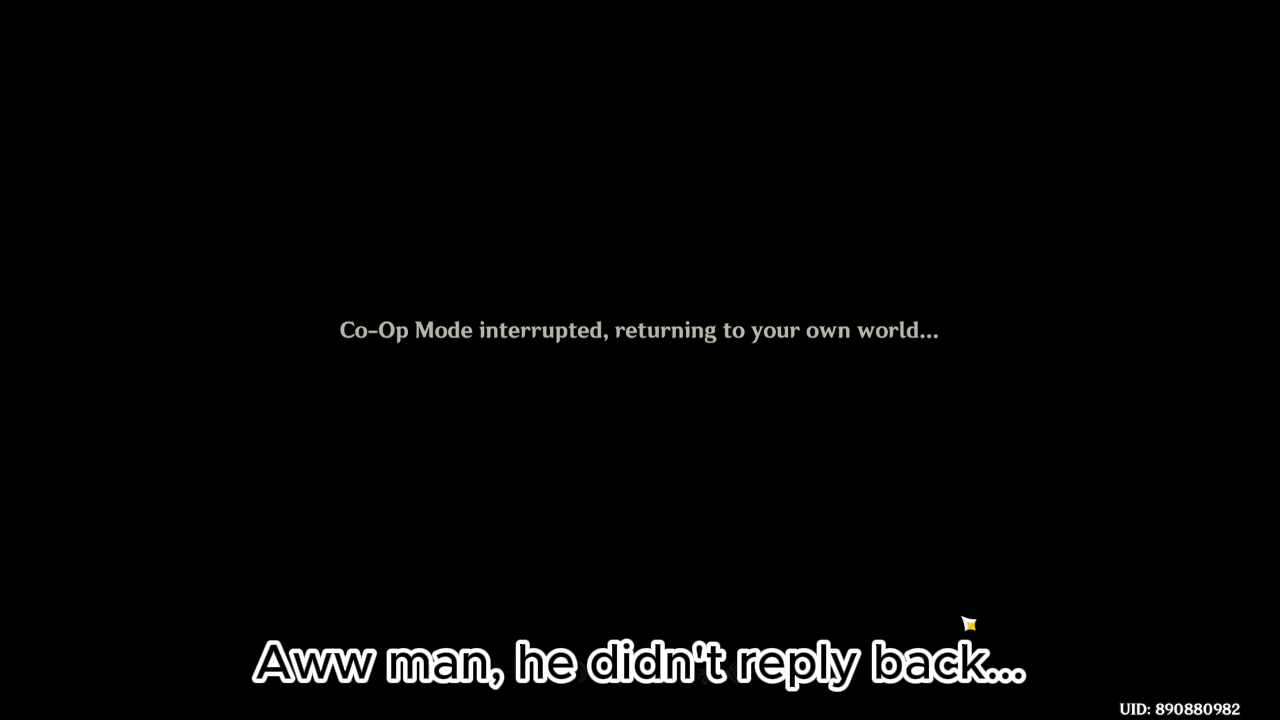 Co-Op Mode interrupted, returning to your own world...
Aww man, he didn't reply back...
UID: 890880982